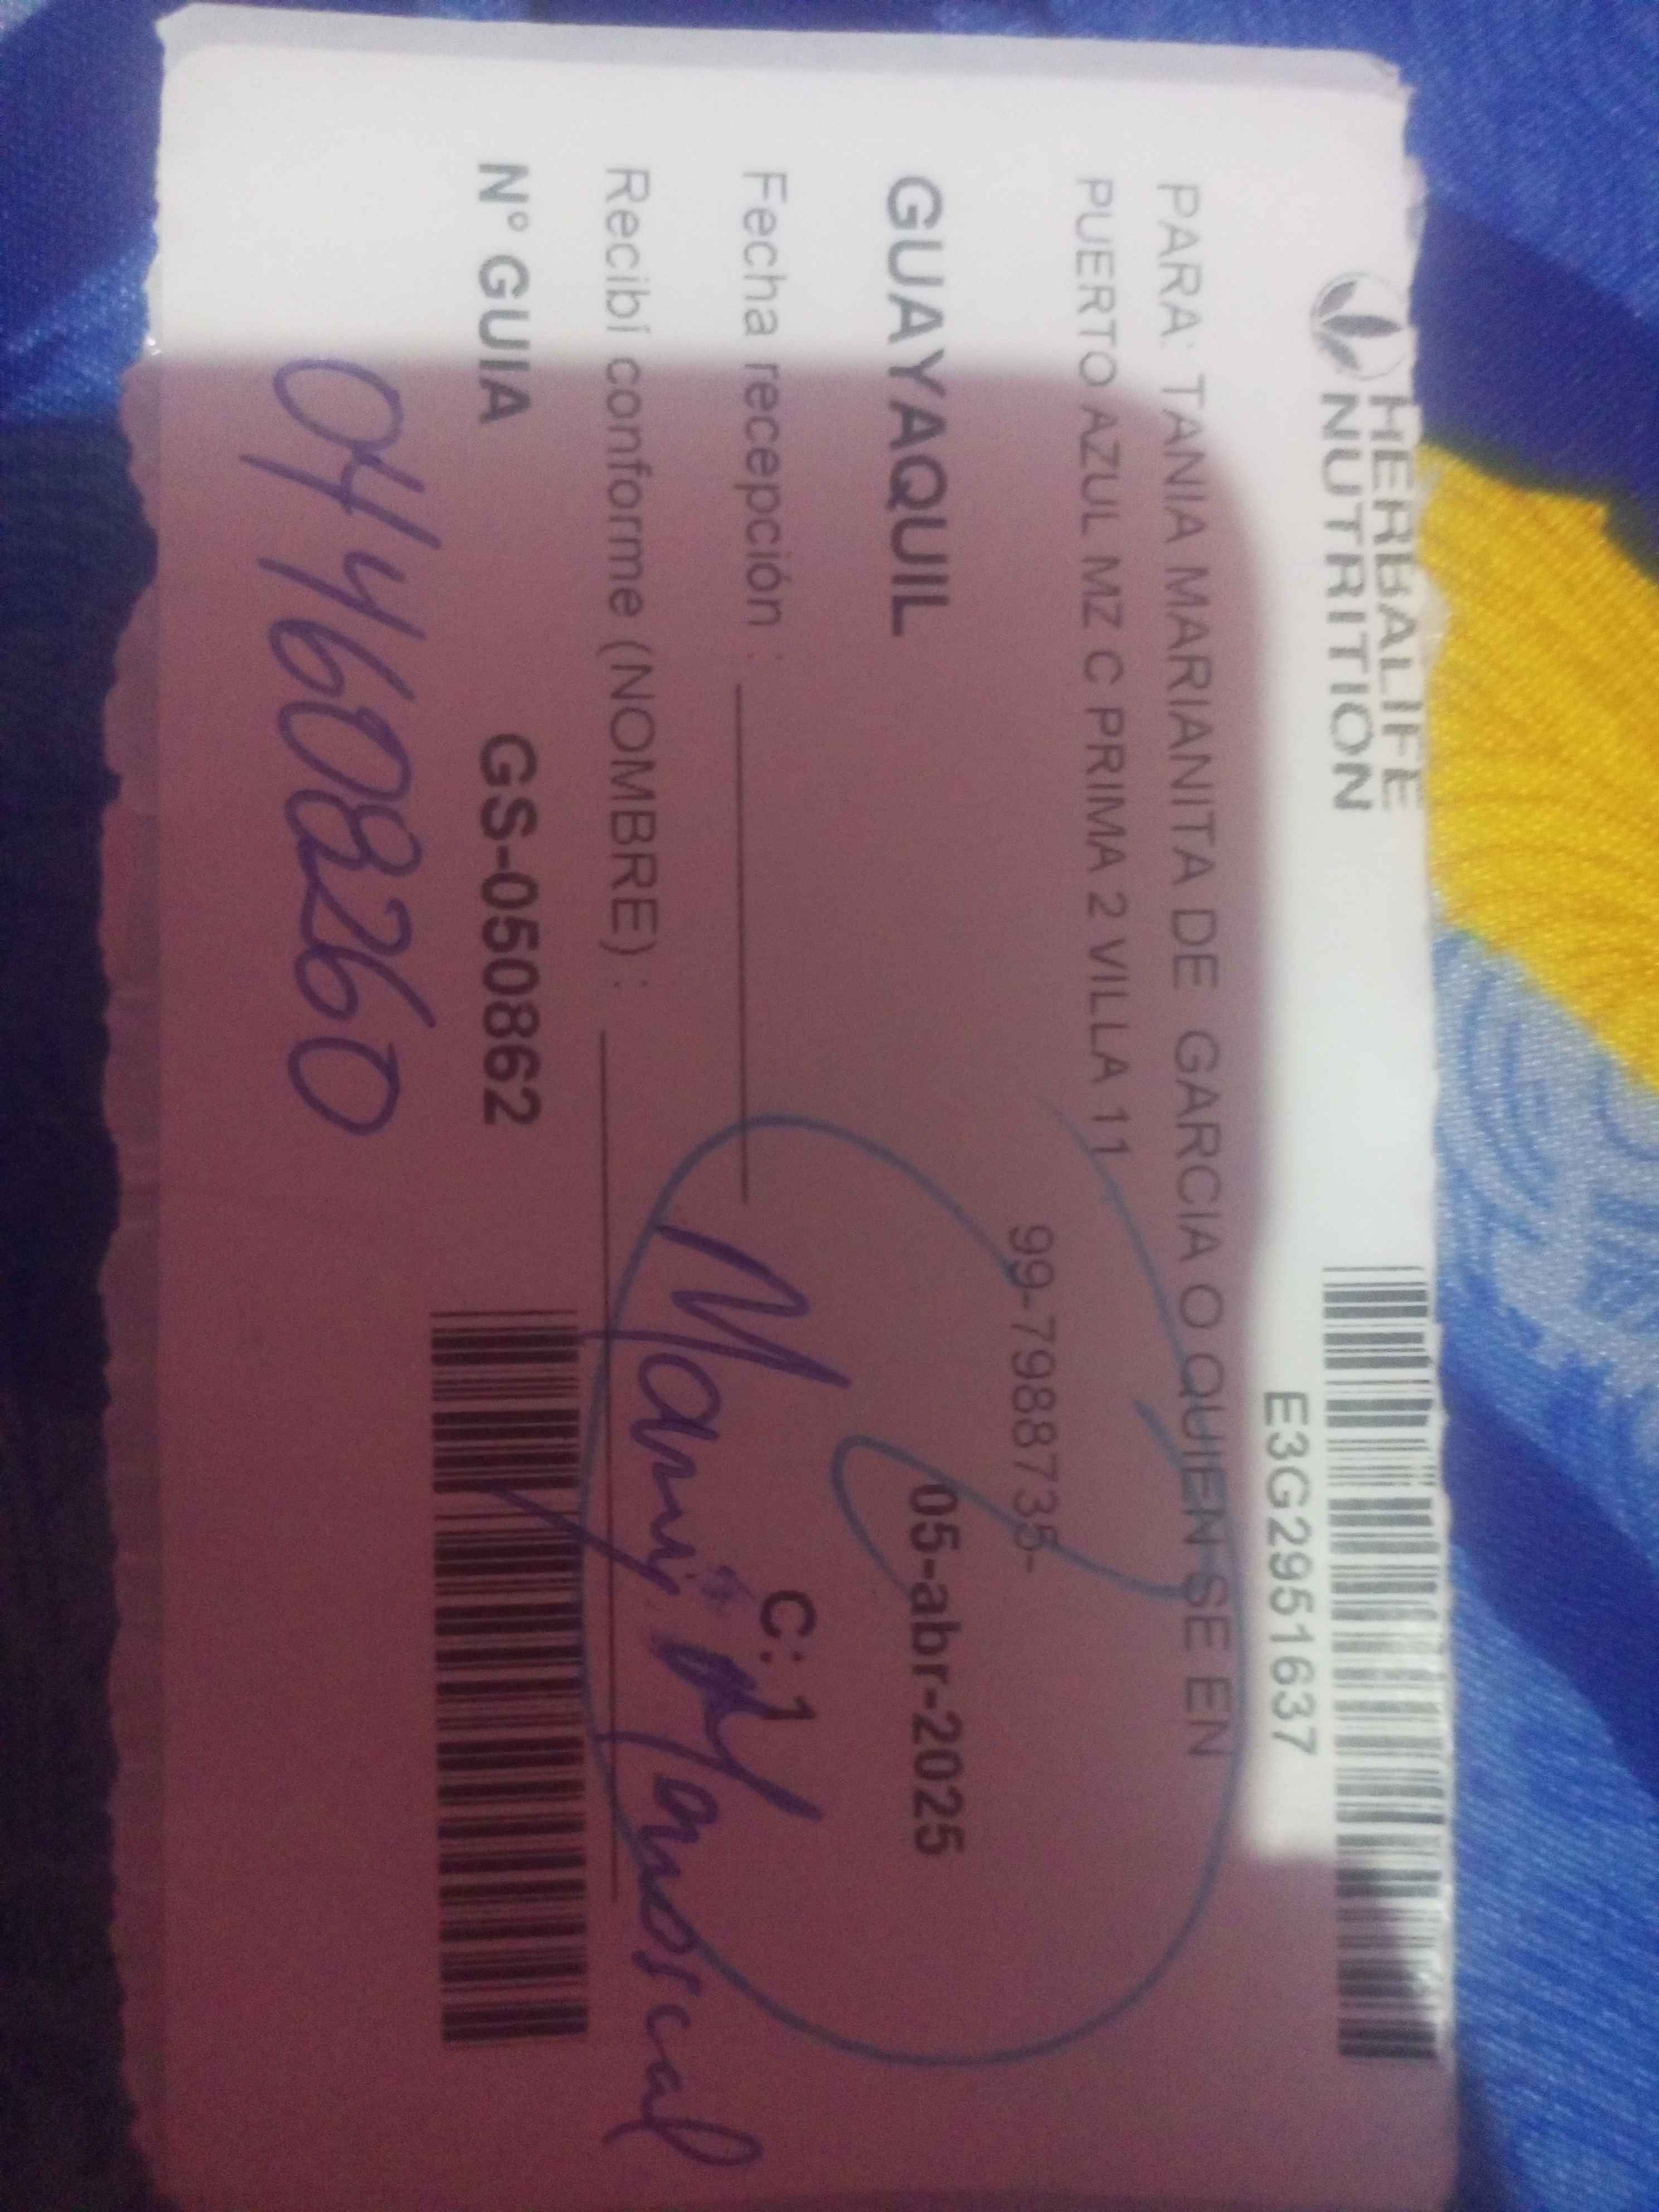 HERBALIFE
NUTRITION
E3G2951637
PARA: TANIA MARIANITA DE GARCIA O QUIEN SE EN
PUERTO AZUL MZ C PRIMA 2 VILLA 11
99-7988735-
GUAYAQUIL 05-abr-2025
Fecha recepción : C: 1
Recibí conforme (NOMBRE) :
Nº GUIA GS-050862